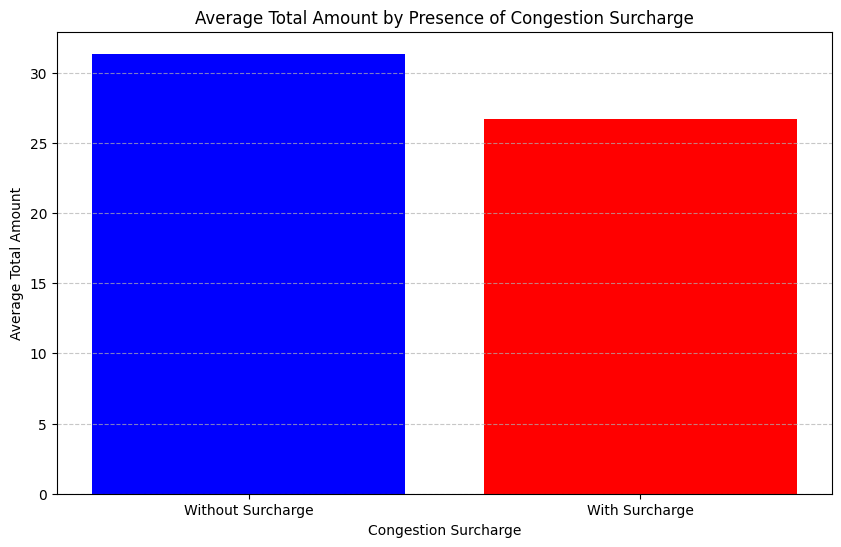 Average Total Amount by Presence of Congestion Surcharge
Average Total Amount
30
25
20
15
10
5
0
Without Surcharge
With Surcharge
Congestion Surcharge